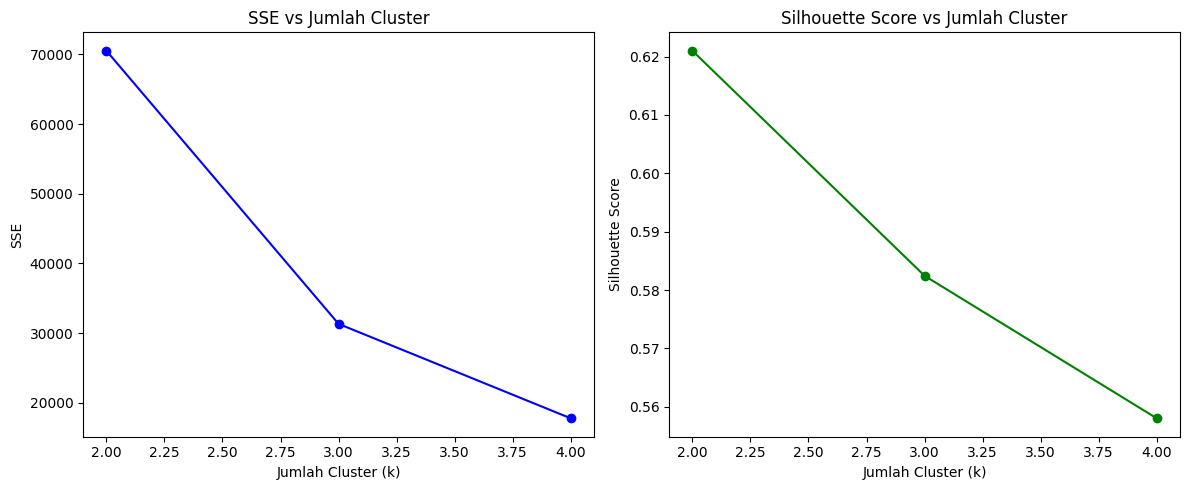 SSE vs Jumlah Cluster
70000
60000
50000
40000
30000
20000
SSE
2.00 2.25 2.50 2.75 3.00 3.25 3.50 3.75 4.00
Jumlah Cluster (k)
Silhouette Score vs Jumlah Cluster
0.62
0.61
0.60
0.59
0.58
0.57
0.56
Silhouette Score
2.00 2.25 2.50 2.75 3.00 3.25 3.50 3.75 4.00
Jumlah Cluster (k)